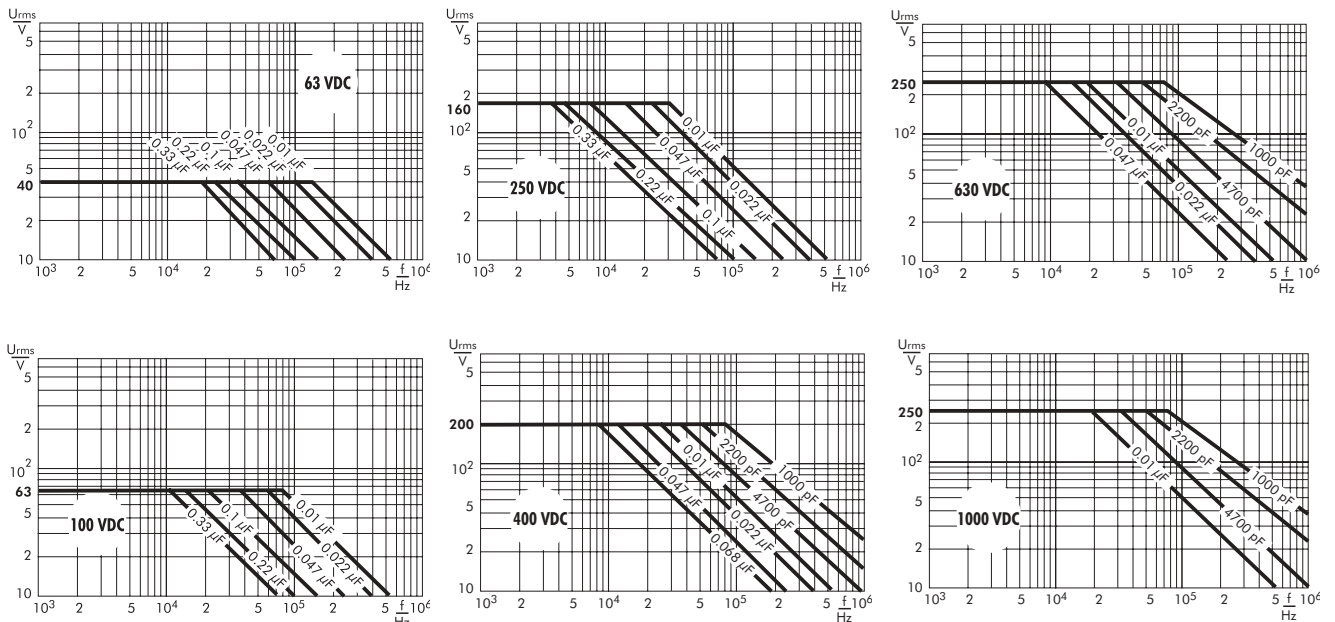 Urms
V
5
2
10²
5
40
2
10
63 VDC
0.33 µF
0.22 µF
0.1 µF
0.047 µF
0.022 µF
0.01 µF
10³ 2 5 10⁴ 2 5 10⁵ 2 5 10⁶
f
Hz
Urms
V
5
2
160
10²
5
2
10
250 VDC
0.33 µF
0.22 µF
0.1 µF
0.047 µF
0.022 µF
0.01 µF
10³ 2 5 10⁴ 2 5 10⁵ 2 5 10⁶
f
Hz
Urms
V
5
250
2
10²
5
2
10
630 VDC
0.047 µF
0.022 µF
0.01 µF
4700 pF
2200 pF
1000 pF
10³ 2 5 10⁴ 2 5 10⁵ 2 5 10⁶
f
Hz
Urms
V
5
2
10²
63
5
2
10
100 VDC
0.33 µF
0.22 µF
0.1 µF
0.047 µF
0.022 µF
0.01 µF
10³ 2 5 10⁴ 2 5 10⁵ 2 5 10⁶
f
Hz
Urms
V
5
200
10²
5
2
10
400 VDC
0.068 µF
0.047 µF
0.022 µF
0.01 µF
4700 pF
2200 pF
1000 pF
10³ 2 5 10⁴ 2 5 10⁵ 2 5 10⁶
f
Hz
Urms
V
5
250
2
10²
5
2
10
1000 VDC
0.01 µF
4700 pF
2200 pF
1000 pF
10³ 2 5 10⁴ 2 5 10⁵ 2 5 10⁶
f
Hz